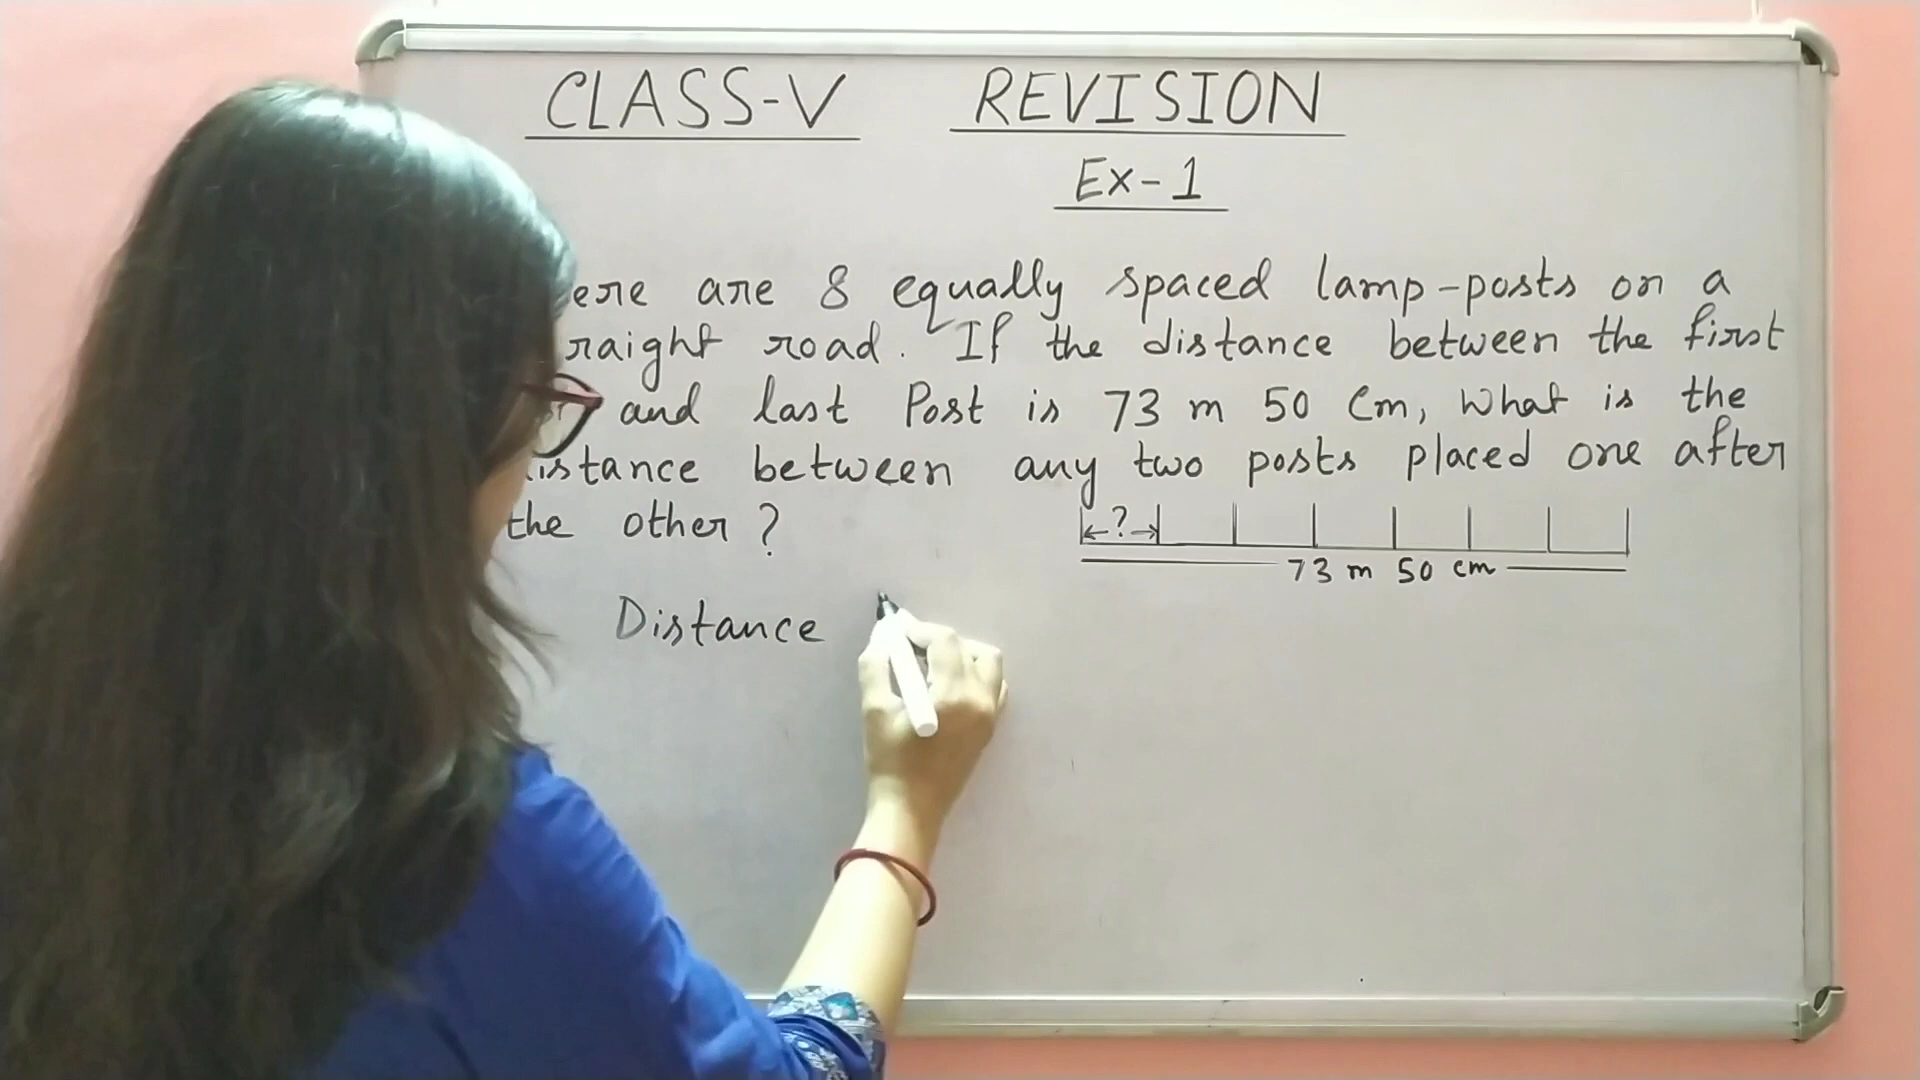 CLASS-V REVISION
Ex-1
ere are 8 equally spaced lamp-posts on a
raight road. If the distance between the first
and last Post is 73 m 50 Cm, What is the
istance between any two posts placed one after
the other?
?
73 m 50 cm
Distance